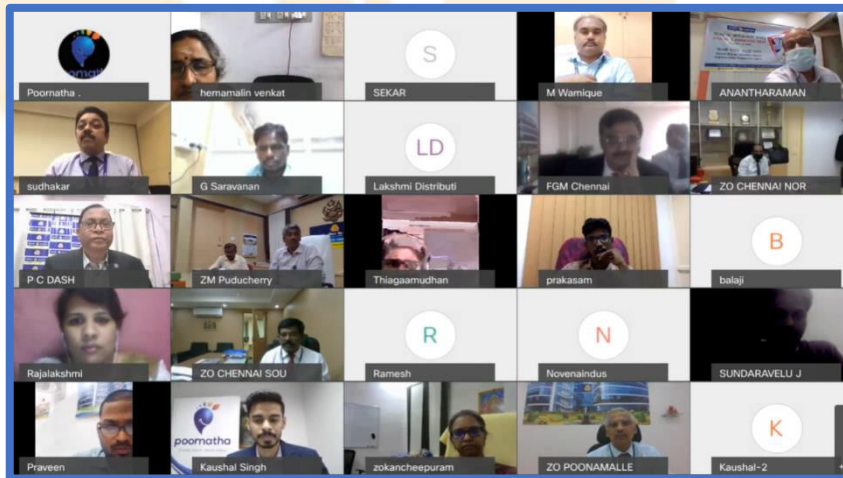 Poornatha .
hemamalin venkat
S
SEKAR
M Wamique
ANANTHARAMAN
sudhakar
G Saravanan
LD
Lakshmi Distributi
FGM Chennai
ZO CHENNAI NOR
P C DASH
ZM Puducherry
Thiagaamudhan
prakasam
B
balaji
Rajalakshmi
ZO CHENNAI SOU
R
Ramesh
N
Novenaindus
SUNDARAVELU J
Praveen
poornatha
Kaushal Singh
zokancheepuram
ZO POONAMALLE
K
Kaushal-2